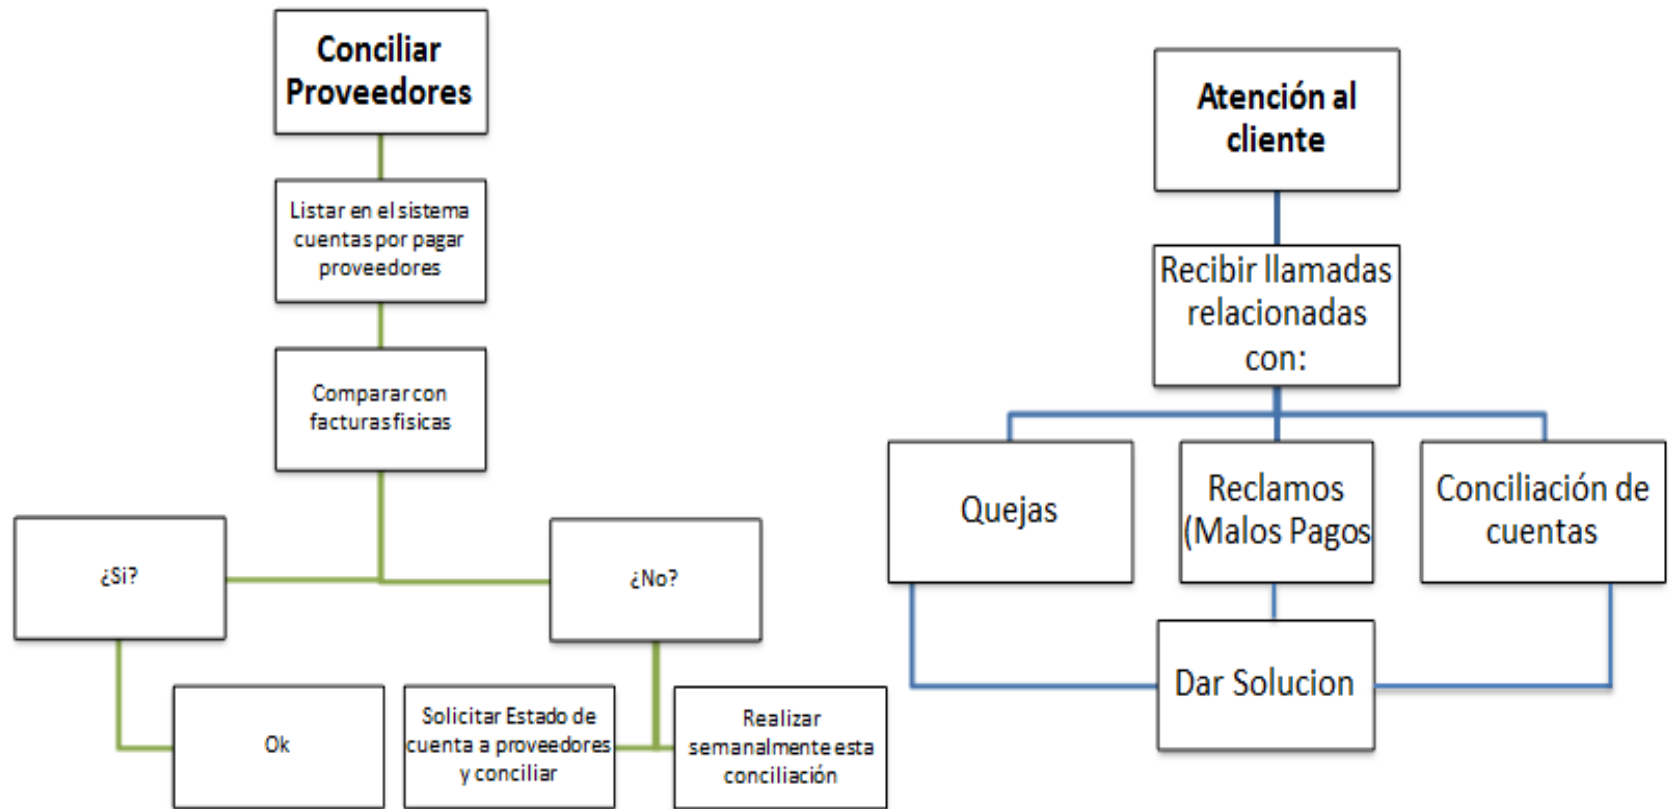 Conciliar
Proveedores
Listar en el sistema
cuentas por pagar
proveedores
Comparar con
facturas fisicas
¿Si?
¿No?
Ok
Solicitar Estado de
cuenta a proveedores
y conciliar
Realizar
semanalmente esta
conciliación
Atención al
cliente
Recibir llamadas
relacionadas
con:
Quejas
Reclamos
(Malos Pagos
Conciliación de
cuentas
Dar Solucion